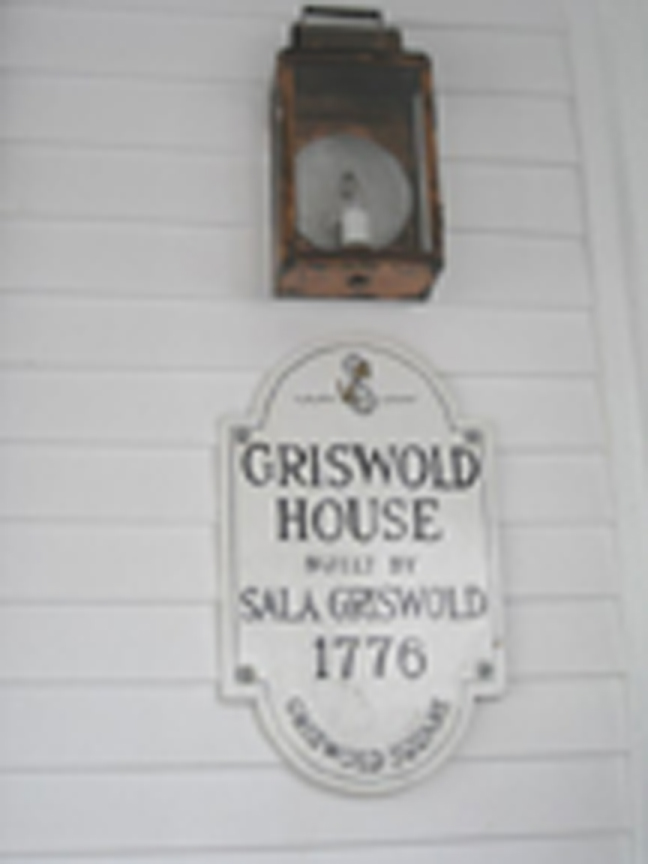 GRISWOLD
HOUSE
BUILT BY
SALA GRISWOLD
1776
GRISWOLD SQUARE